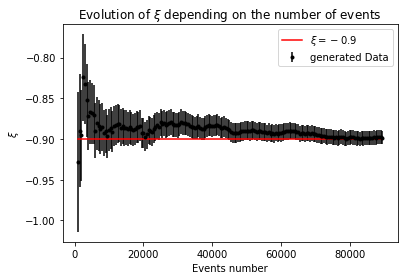 Evolution of ξ depending on the number of events
ξ = − 0.9
generated Data
−0.80
−0.85
−0.90
−0.95
−1.00
ξ
0
20000
40000
60000
80000
Events number